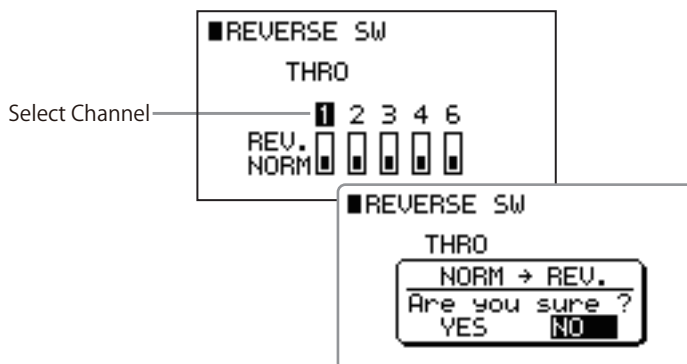 ■REVERSE SW
THRO
Select Channel
1 2 3 4 6
REV.
NORM
■REVERSE SW
THRO
NORM → REV.
Are you sure ?
YES NO